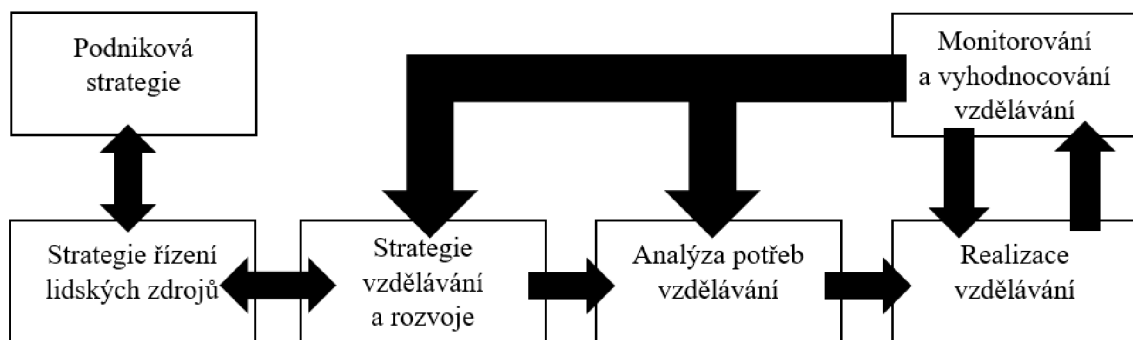 Podniková
strategie
Monitorování
a vyhodnocování
vzdělávání
Strategie řízení
lidských zdrojů
Strategie
vzdělávání
a rozvoje
Analýza potřeb
vzdělávání
Realizace
vzdělávání